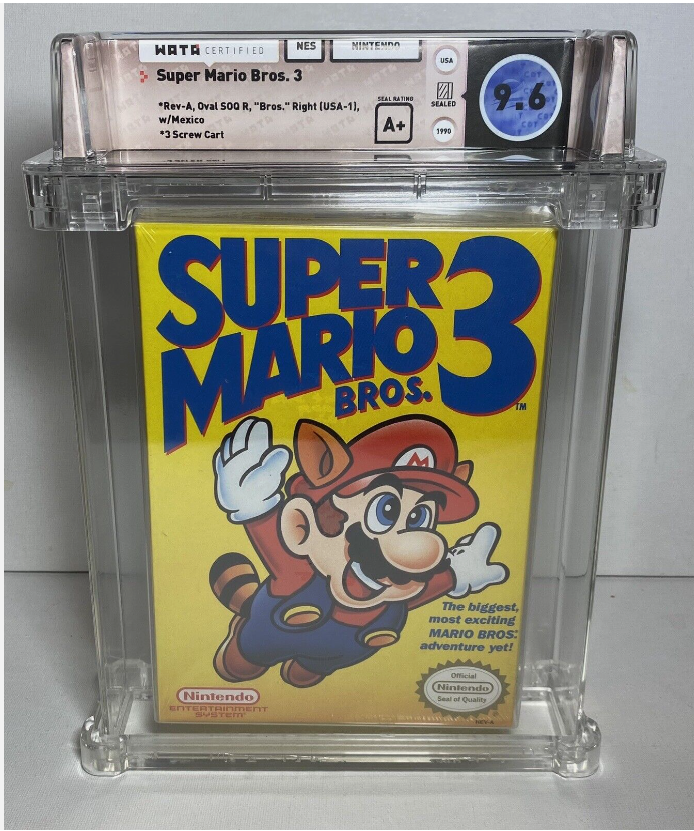 WATA CERTIFIED
NES
NINTENDO
Super Mario Bros. 3
*Rev-A, Oval SOQ R, "Bros." Right (USA-1),
w/Mexico
*3 Screw Cart
SEAL RATING
A+
USA
SEALED
1990
9.6
SUPER
MARIO
BROS.
3
TM
M
The biggest,
most exciting
MARIO BROS.
adventure yet!
Official
Nintendo
Seal of Quality
Nintendo
ENTERTAINMENT
SYSTEM
REV-A